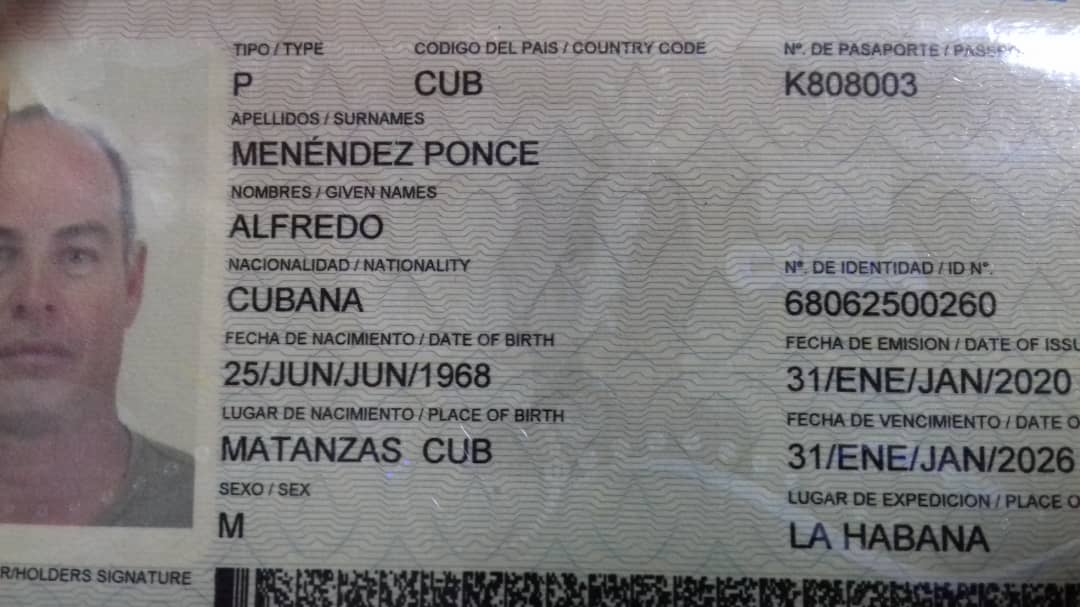 TIPO / TYPE CODIGO DEL PAIS / COUNTRY CODE Nº. DE PASAPORTE /
P CUB K808003
APELLIDOS / SURNAMES
MENÉNDEZ PONCE
NOMBRES / GIVEN NAMES
ALFREDO
NACIONALIDAD / NATIONALITY Nº. DE IDENTIDAD / ID Nº.
CUBANA 68062500260
FECHA DE NACIMIENTO / DATE OF BIRTH FECHA DE EMISION / DATE OF ISSU
25/JUN/JUN/1968 31/ENE/JAN/2020
LUGAR DE NACIMIENTO / PLACE OF BIRTH FECHA DE VENCIMIENTO / DATE O
MATANZAS CUB 31/ENE/JAN/2026
SEXO / SEX LUGAR DE EXPEDICION / PLACE O
M LA HABANA
R/HOLDERS SIGNATURE